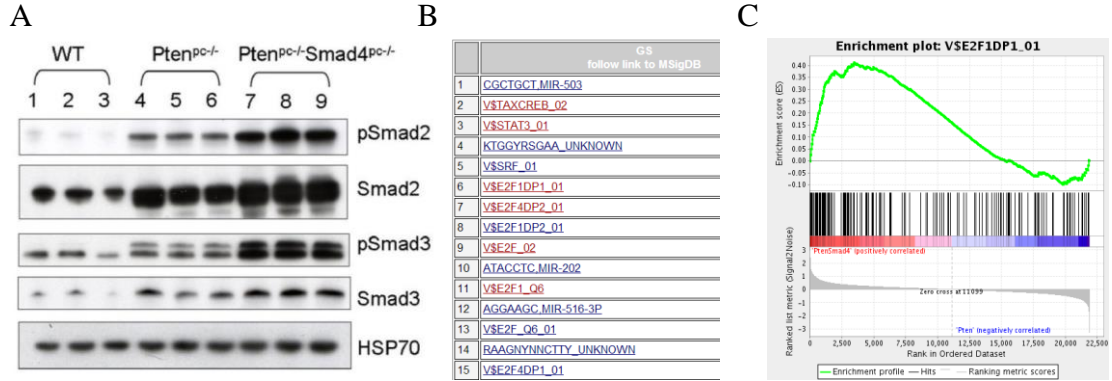 A
WT
Pten^pc-/-
Pten^pc-/-Smad4^pc-/-
1 2 3 4 5 6 7 8 9
pSmad2
Smad2
pSmad3
Smad3
HSP70
B
GS
follow link to MSigDB
1 CGCTGCT,MIR-503
2 V$TAXCREB_02
3 V$STAT3_01
4 KTGGYRSGAA_UNKNOWN
5 V$SRF_01
6 V$E2F1DP1_01
7 V$E2F4DP2_01
8 V$E2F1DP2_01
9 V$E2F_02
10 ATACCTC,MIR-202
11 V$E2F1_Q6
12 AGGAAGC,MIR-516-3P
13 V$E2F_Q6_01
14 RAAGNYNNCTTY_UNKNOWN
15 V$E2F4DP1_01
C
Enrichment plot: V$E2F1DP1_01
Enrichment score (ES)
0.40
0.35
0.30
0.25
0.20
0.15
0.10
0.05
0.00
-0.05
-0.10
'PtenSmad4' (positively correlated)
Ranked list metric (Signal2Noise)
3
2
1
0
-1
-2
-3
Zero cross at 11099
'Pten' (negatively correlated)
0 2,500 5,000 7,500 10,000 12,500 15,000 17,500 20,000 22,500
Rank in Ordered Dataset
Enrichment profile Hits Ranking metric scores